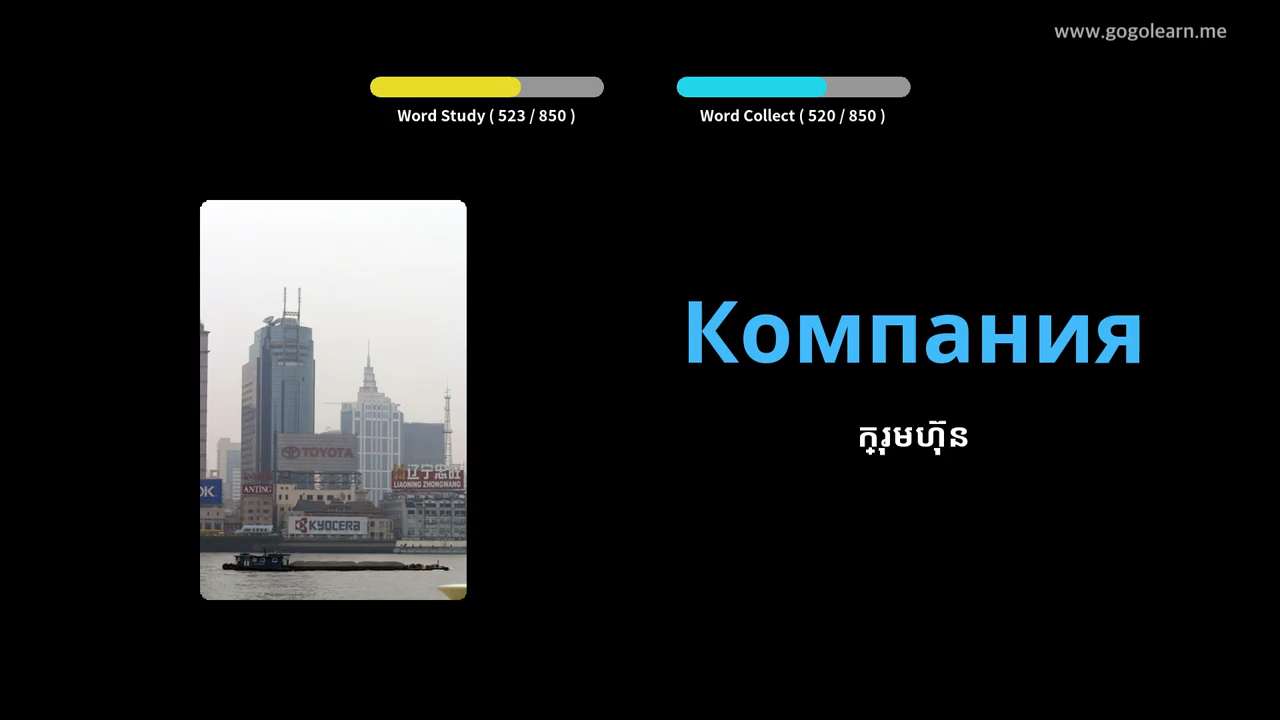 www.gogolearn.me
Word Study ( 523 / 850 )
Word Collect ( 520 / 850 )
Компания
ក្រុមហ៊ុន
TOYOTA
辽宁忠旺
LIAONING ZHONGWANG
OK
ANTING
KYOCERA